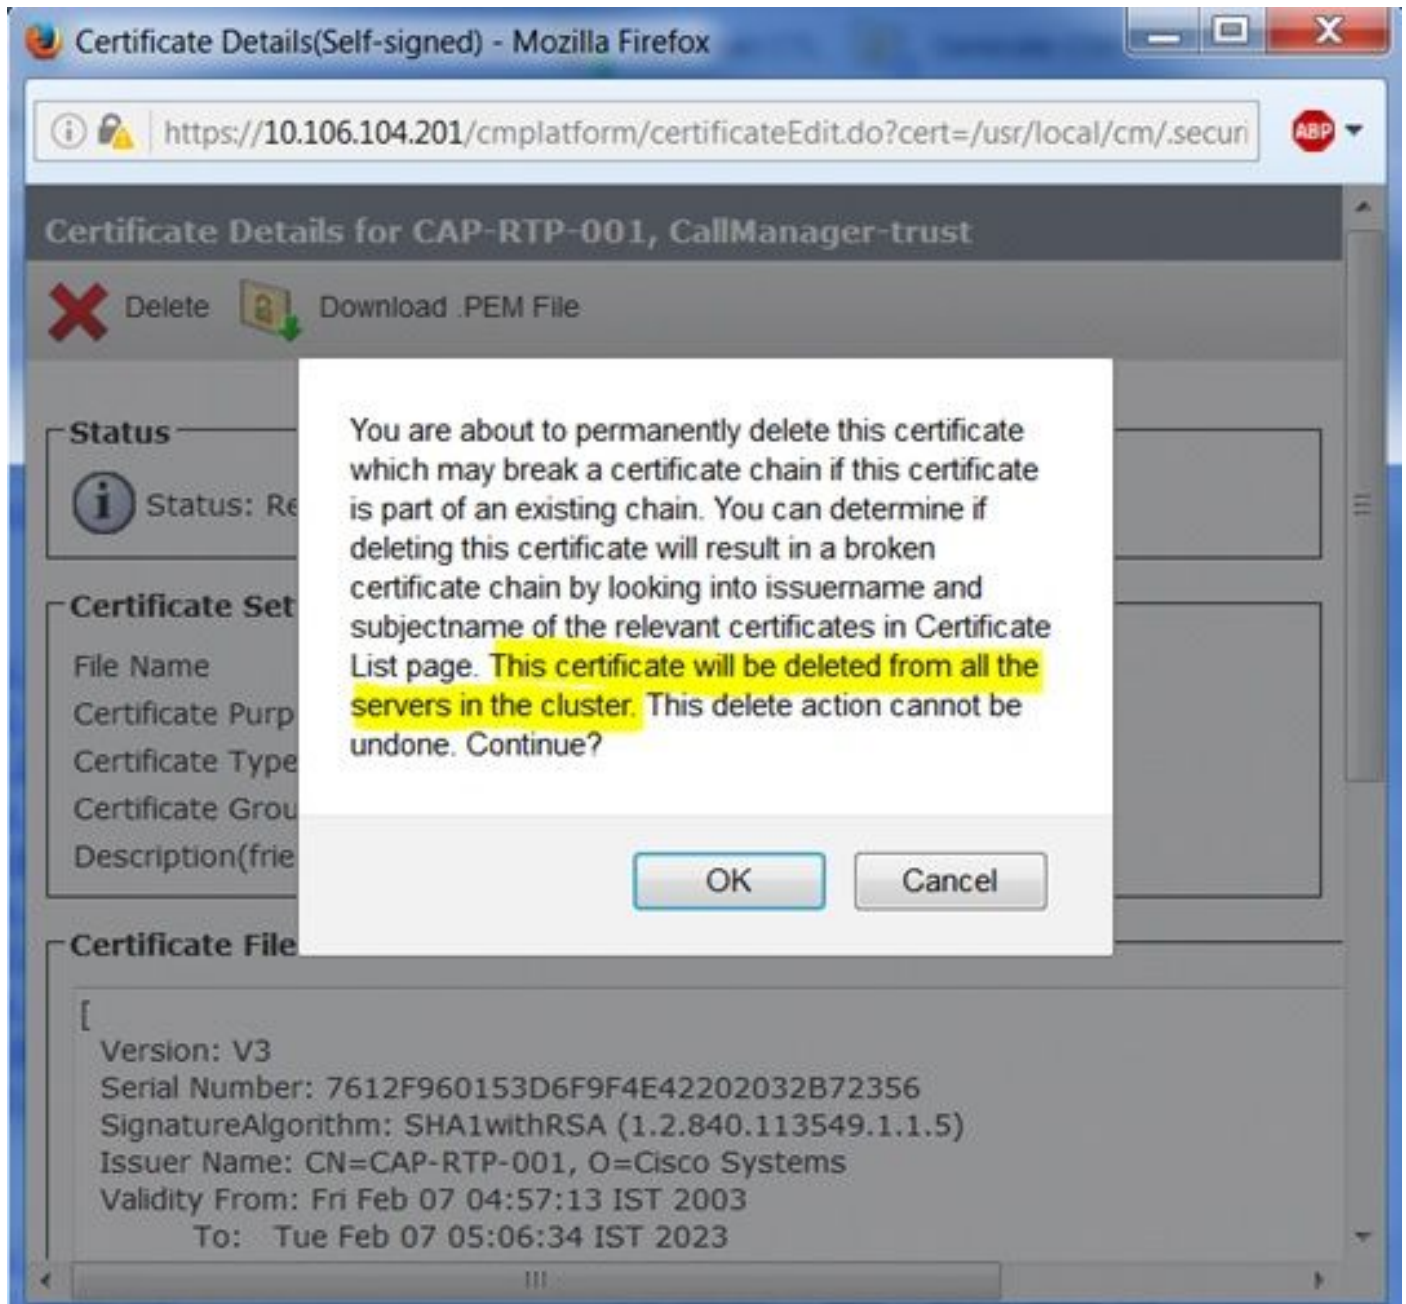 Certificate Details(Self-signed) - Mozilla Firefox
https://10.106.104.201/cmplatform/certificateEdit.do?cert=/usr/local/cm/.securi
ABP
Certificate Details for CAP-RTP-001, CallManager-trust
Delete Download .PEM File
Status
Status: Re
You are about to permanently delete this certificate
which may break a certificate chain if this certificate
is part of an existing chain. You can determine if
deleting this certificate will result in a broken
certificate chain by looking into issuername and
subjectname of the relevant certificates in Certificate
List page. This certificate will be deleted from all the
servers in the cluster. This delete action cannot be
undone. Continue?
OK Cancel
Certificate Set
File Name
Certificate Purp
Certificate Type
Certificate Grou
Description(frie
Certificate File
[
Version: V3
Serial Number: 7612F960153D6F9F4E42202032B72356
SignatureAlgorithm: SHA1withRSA (1.2.840.113549.1.1.5)
Issuer Name: CN=CAP-RTP-001, O=Cisco Systems
Validity From: Fri Feb 07 04:57:13 IST 2003
To: Tue Feb 07 05:06:34 IST 2023